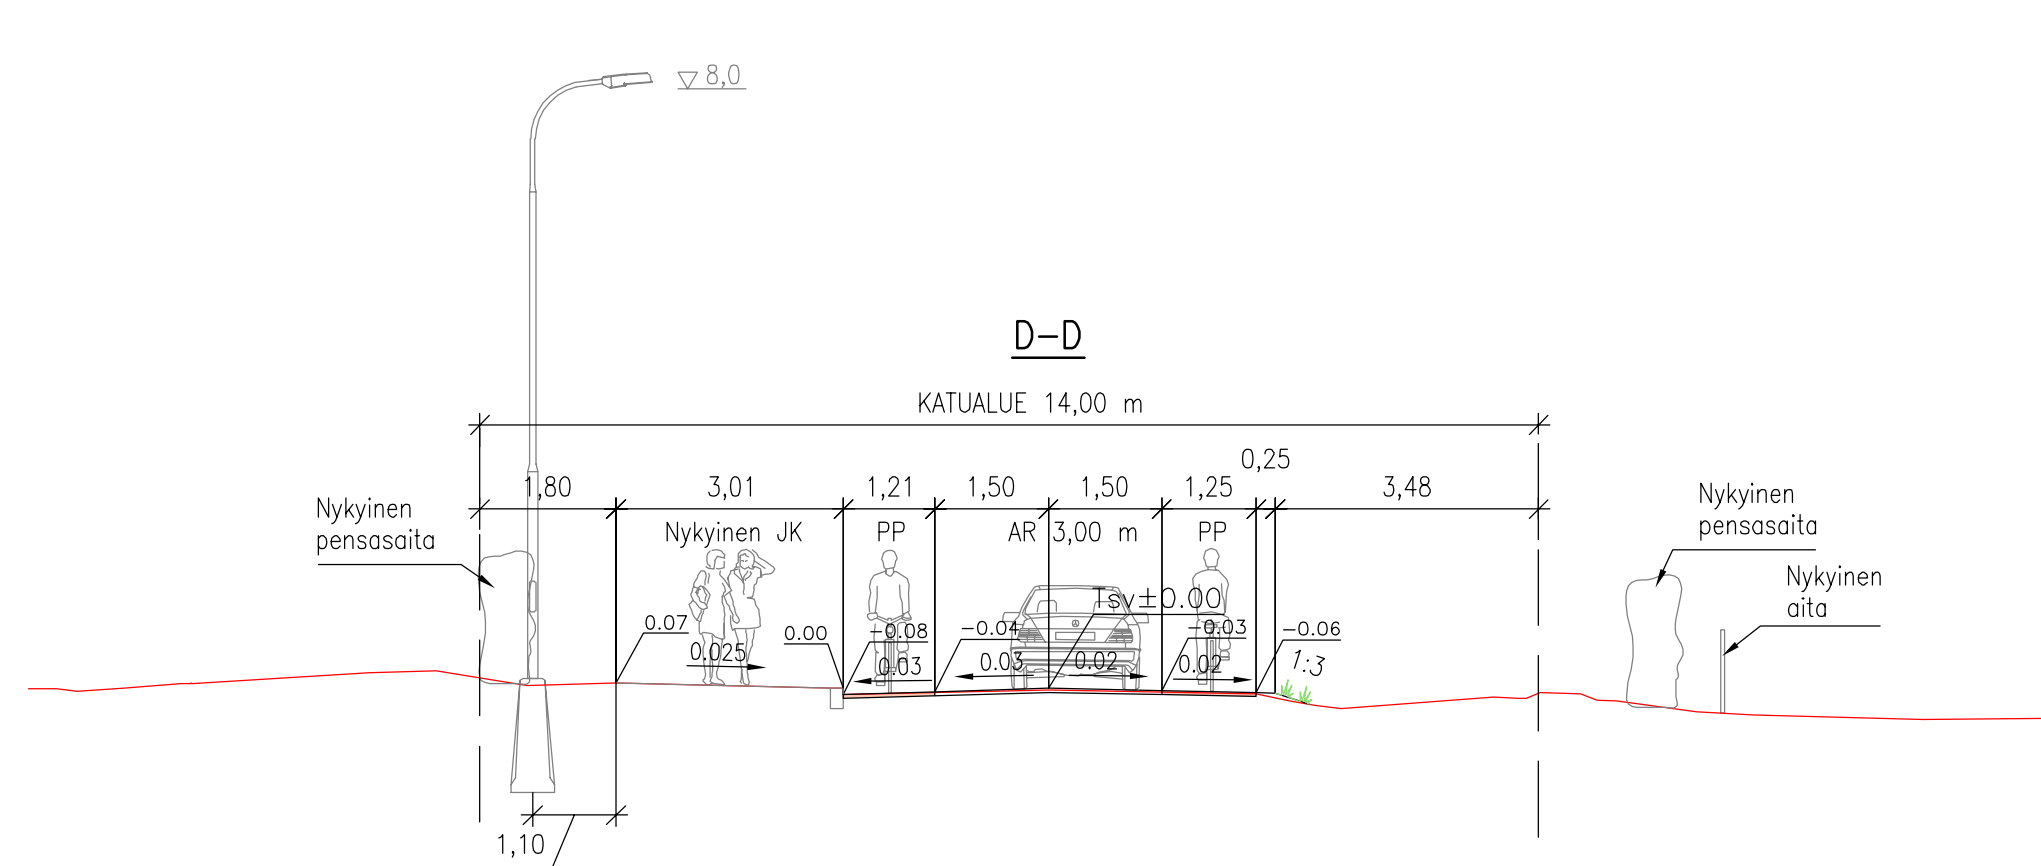 8,0
D-D
KATUALUE 14,00 m
0,25
1,80 3,01 1,21 1,50 1,50 1,25 3,48
Nykyinen
pensasaita
Nykyinen JK PP AR 3,00 m PP
Nykyinen
pensasaita
Nykyinen
aita
Tsv±0.00
0.07 0.00 -0.08 -0.04 -0.03 -0.06
0.025 0.03 0.03 0.02 0.02 1:3
1,10